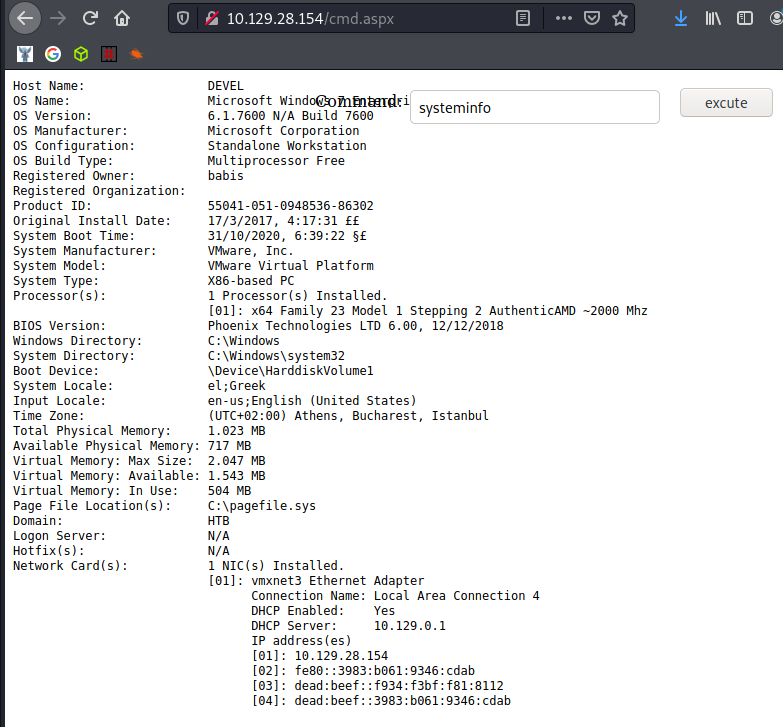 10.129.28.154/cmd.aspx
Command:
systeminfo
excute
Host Name: DEVEL
OS Name: Microsoft Windows 7 Enterpri
OS Version: 6.1.7600 N/A Build 7600
OS Manufacturer: Microsoft Corporation
OS Configuration: Standalone Workstation
OS Build Type: Multiprocessor Free
Registered Owner: babis
Registered Organization:
Product ID: 55041-051-0948536-86302
Original Install Date: 17/3/2017, 4:17:31 ££
System Boot Time: 31/10/2020, 6:39:22 §£
System Manufacturer: VMware, Inc.
System Model: VMware Virtual Platform
System Type: X86-based PC
Processor(s): 1 Processor(s) Installed.
[01]: x64 Family 23 Model 1 Stepping 2 AuthenticAMD ~2000 Mhz
BIOS Version: Phoenix Technologies LTD 6.00, 12/12/2018
Windows Directory: C:\Windows
System Directory: C:\Windows\system32
Boot Device: \Device\HarddiskVolume1
System Locale: el;Greek
Input Locale: en-us;English (United States)
Time Zone: (UTC+02:00) Athens, Bucharest, Istanbul
Total Physical Memory: 1.023 MB
Available Physical Memory: 717 MB
Virtual Memory: Max Size: 2.047 MB
Virtual Memory: Available: 1.543 MB
Virtual Memory: In Use: 504 MB
Page File Location(s): C:\pagefile.sys
Domain: HTB
Logon Server: N/A
Hotfix(s): N/A
Network Card(s): 1 NIC(s) Installed.
[01]: vmxnet3 Ethernet Adapter
Connection Name: Local Area Connection 4
DHCP Enabled: Yes
DHCP Server: 10.129.0.1
IP address(es)
[01]: 10.129.28.154
[02]: fe80::3983:b061:9346:cdab
[03]: dead:beef::f934:f3bf:f81:8112
[04]: dead:beef::3983:b061:9346:cdab